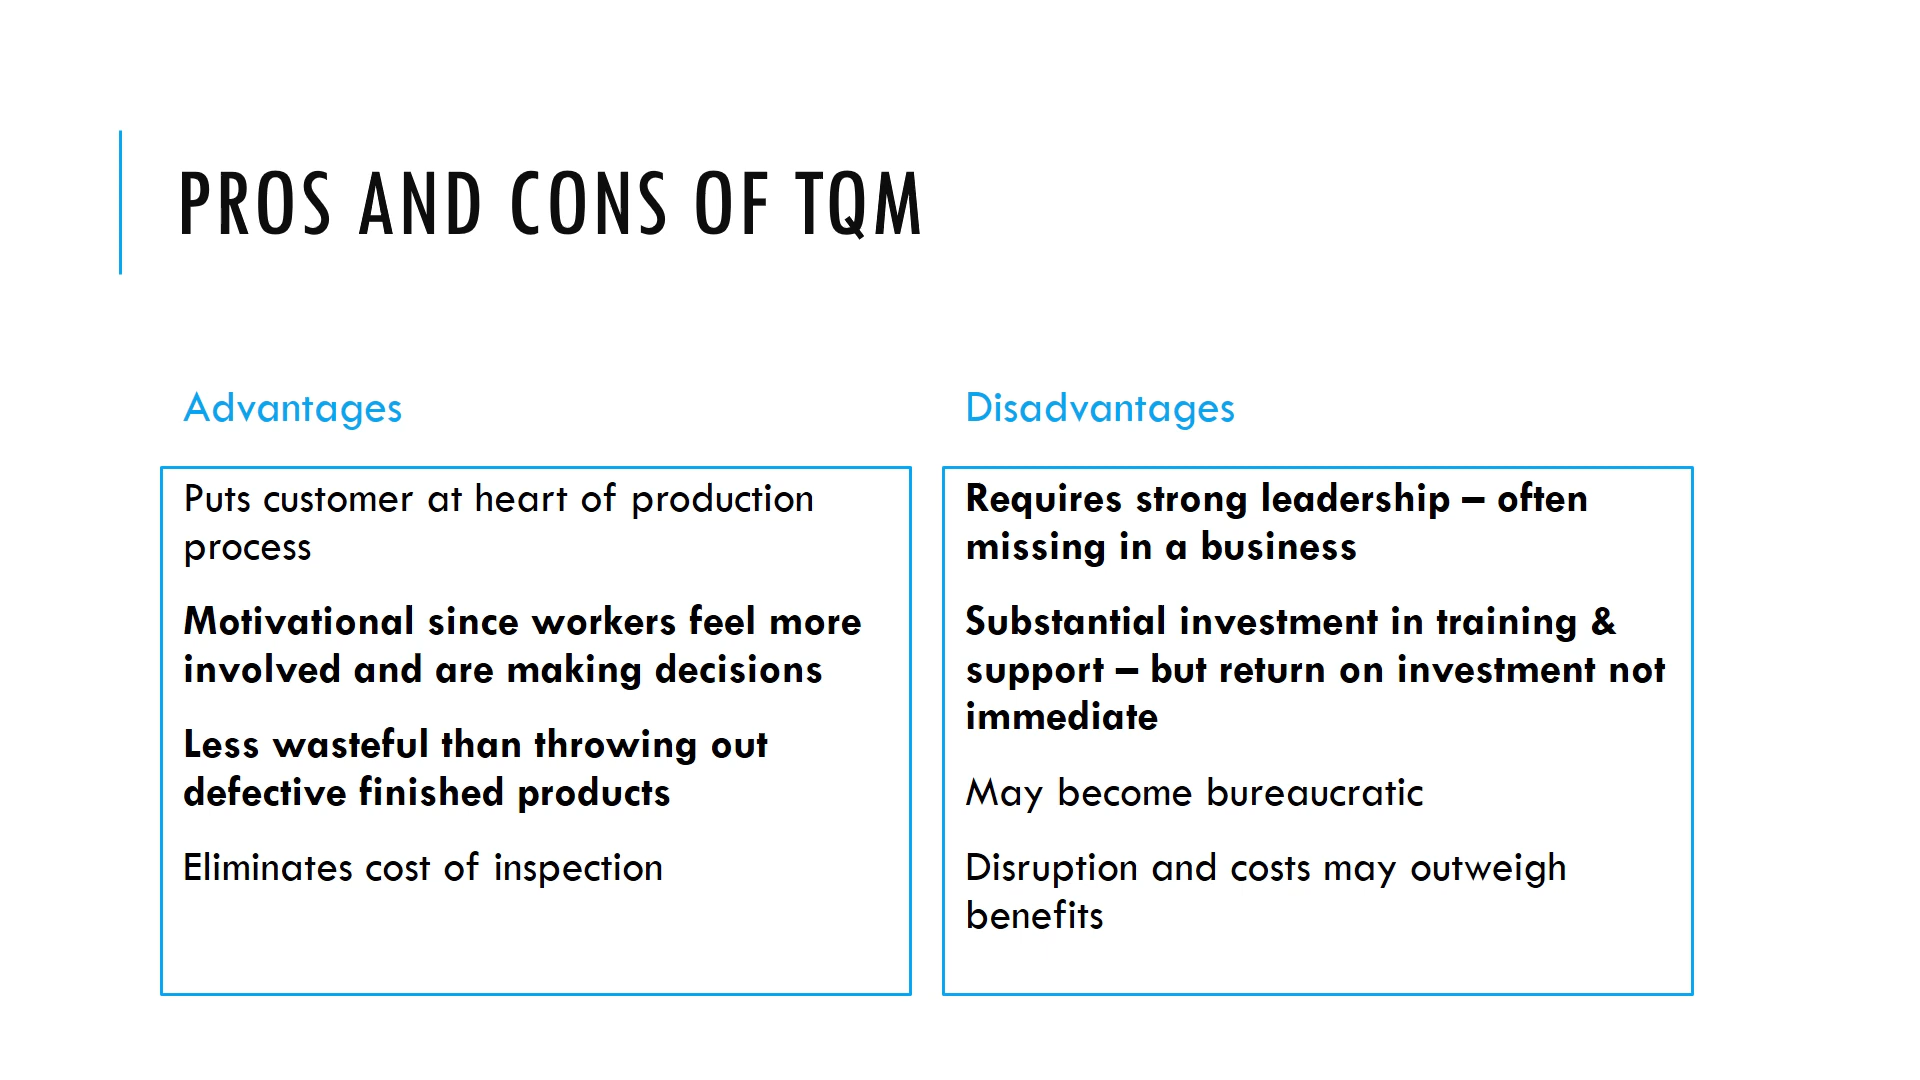 PROS AND CONS OF TQM
Advantages
Puts customer at heart of production
process
Motivational since workers feel more
involved and are making decisions
Less wasteful than throwing out
defective finished products
Eliminates cost of inspection
Disadvantages
Requires strong leadership – often
missing in a business
Substantial investment in training &
support – but return on investment not
immediate
May become bureaucratic
Disruption and costs may outweigh
benefits